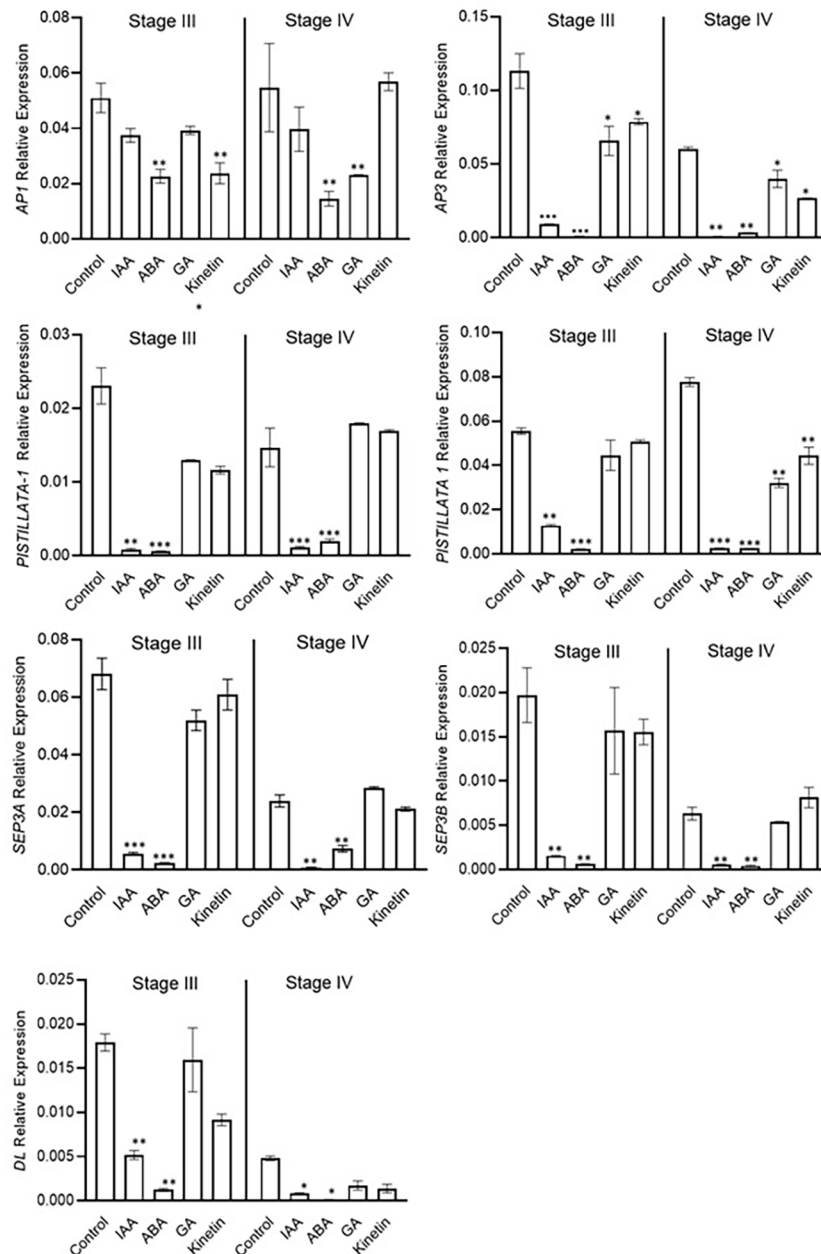 Stage III Stage IV
AP1 Relative Expression
0.08
0.06
0.04
0.02
0.00
** ** ** **
Control IAA ABA GA Kinetin Control IAA ABA GA Kinetin
*
Stage III Stage IV
AP3 Relative Expression
0.15
0.10
0.05
0.00
*** *** * * ** ** * *
Control IAA ABA GA Kinetin Control IAA ABA GA Kinetin
Stage III Stage IV
PISTILLATA-1 Relative Expression
0.03
0.02
0.01
0.00
** *** *** ***
Control IAA ABA GA Kinetin Control IAA ABA GA Kinetin
Stage III Stage IV
PISTILLATA 1 Relative Expression
0.10
0.08
0.06
0.04
0.02
0.00
** *** *** *** ** **
Control IAA ABA GA Kinetin Control IAA ABA GA Kinetin
Stage III Stage IV
SEP3A Relative Expression
0.08
0.06
0.04
0.02
0.00
*** *** ** **
Control IAA ABA GA Kinetin Control IAA ABA GA Kinetin
Stage III Stage IV
SEP3B Relative Expression
0.025
0.020
0.015
0.010
0.005
0.000
** ** ** **
Control IAA ABA GA Kinetin Control IAA ABA GA Kinetin
Stage III Stage IV
DL Relative Expression
0.025
0.020
0.015
0.010
0.005
0.000
** ** * *
Control IAA ABA GA Kinetin Control IAA ABA GA Kinetin